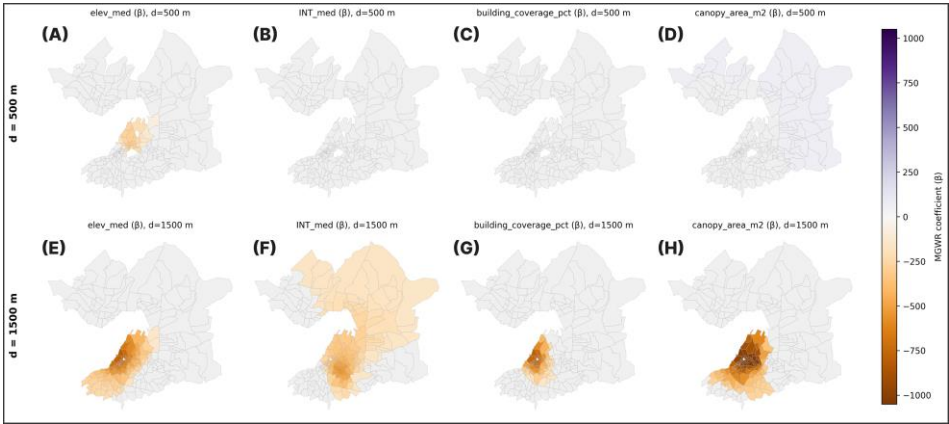 elev_med (β), d=500 m
INT_med (β), d=500 m
building_coverage_pct (β), d=500 m
canopy_area_m2 (β), d=500 m
(A)
(B)
(C)
(D)
d = 500 m
elev_med (β), d=1500 m
INT_med (β), d=1500 m
building_coverage_pct (β), d=1500 m
canopy_area_m2 (β), d=1500 m
(E)
(F)
(G)
(H)
d = 1500 m
1000
750
500
250
0
−250
−500
−750
−1000
MGWR coefficient (β)